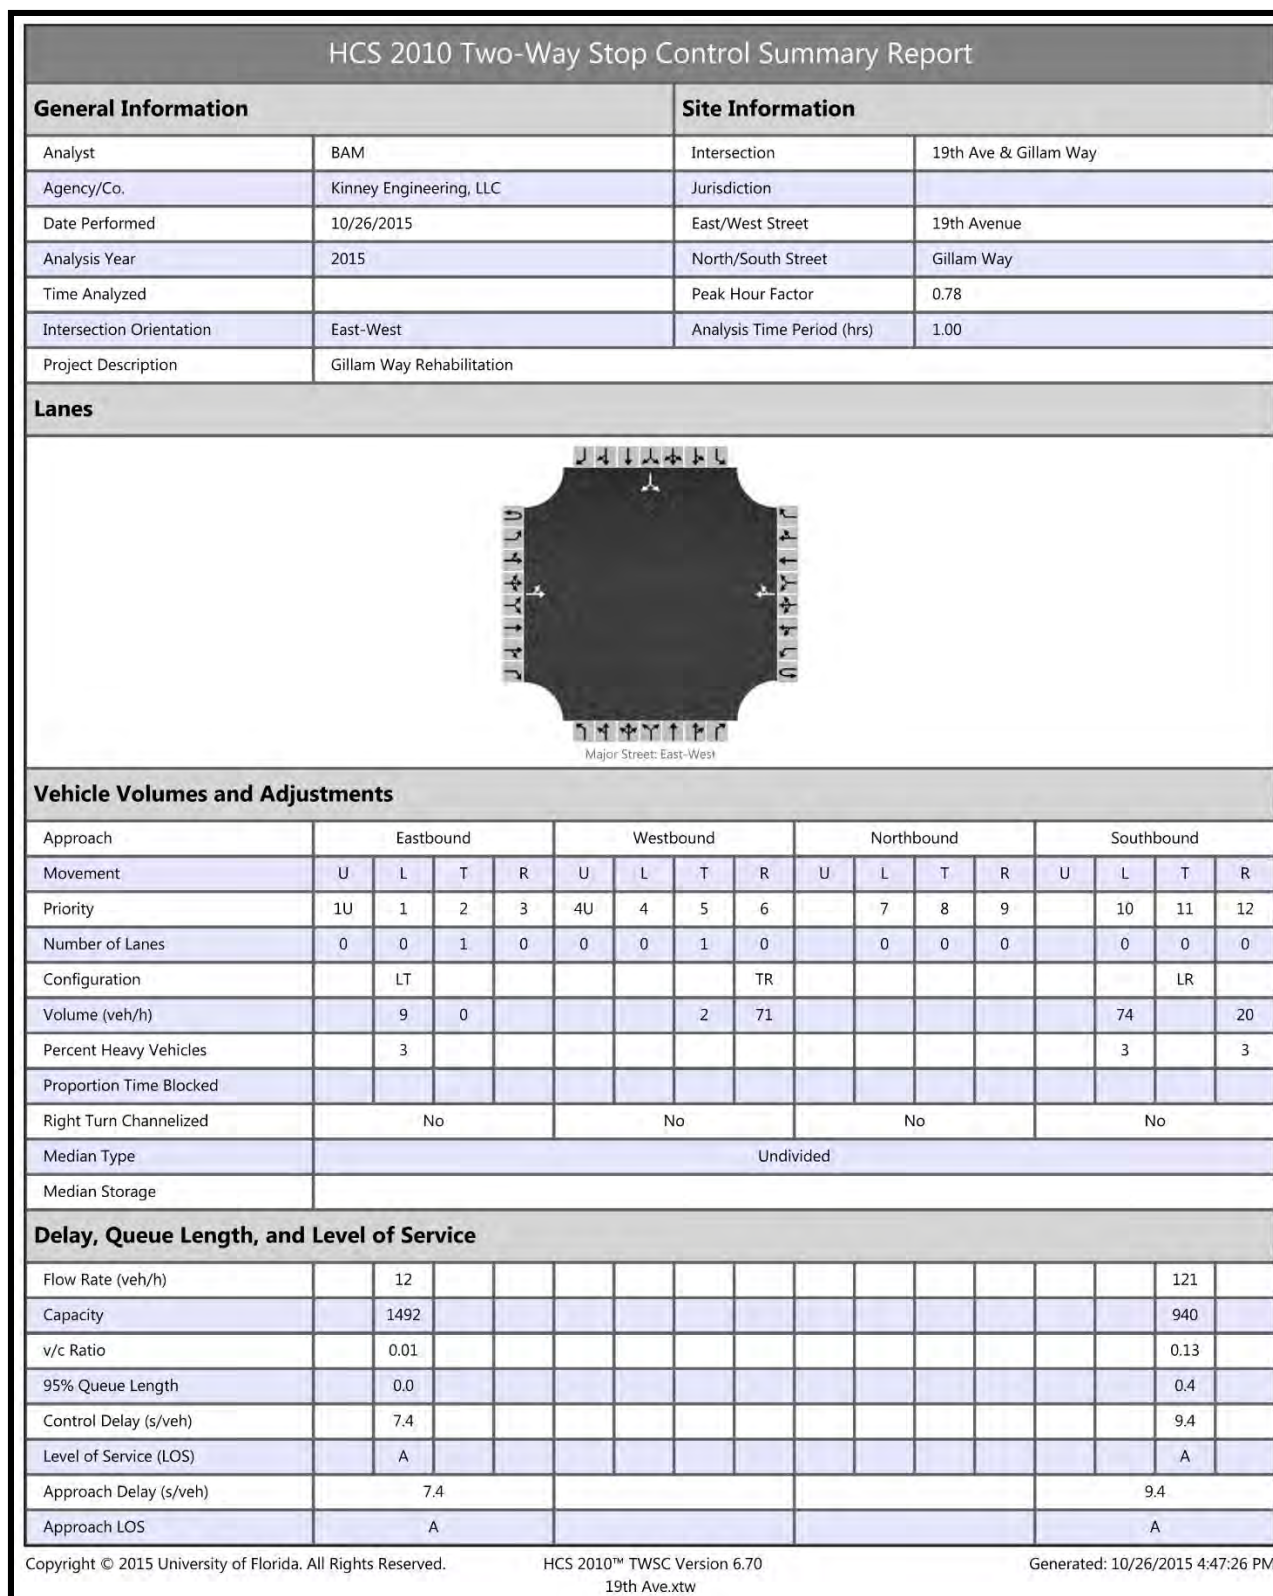 HCS 2010 Two-Way Stop Control Summary Report
General Information Site Information
Analyst BAM Intersection 19th Ave & Gillam Way
Agency/Co. Kinney Engineering, LLC Jurisdiction
Date Performed 10/26/2015 East/West Street 19th Avenue
Analysis Year 2015 North/South Street Gillam Way
Time Analyzed Peak Hour Factor 0.78
Intersection Orientation East-West Analysis Time Period (hrs) 1.00
Project Description Gillam Way Rehabilitation
Lanes
Major Street: East-West
Vehicle Volumes and Adjustments
Approach Eastbound Westbound Northbound Southbound
Movement U L T R U L T R U L T R U L T R
Priority 1U 1 2 3 4U 4 5 6 7 8 9 10 11 12
Number of Lanes 0 0 1 0 0 0 1 0 0 0 0 0 0 0
Configuration LT TR LR
Volume (veh/h) 9 0 2 71 74 20
Percent Heavy Vehicles 3 3 3
Proportion Time Blocked
Right Turn Channelized No No No No
Median Type Undivided
Median Storage
Delay, Queue Length, and Level of Service
Flow Rate (veh/h) 12 121
Capacity 1492 940
v/c Ratio 0.01 0.13
95% Queue Length 0.0 0.4
Control Delay (s/veh) 7.4 9.4
Level of Service (LOS) A A
Approach Delay (s/veh) 7.4 9.4
Approach LOS A A
Copyright © 2015 University of Florida. All Rights Reserved. HCS 2010™ TWSC Version 6.70 Generated: 10/26/2015 4:47:26 PM
19th Ave.xtw